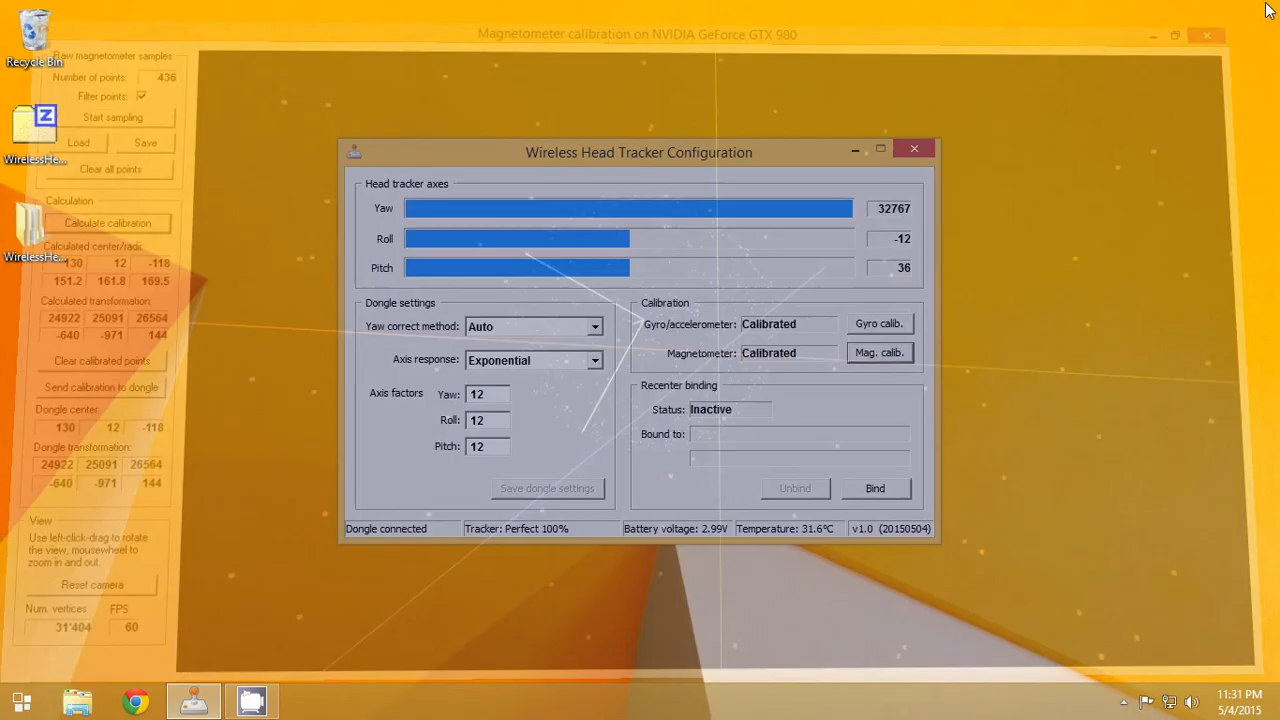 Recycle Bin
WirelessHe...
WirelessHe...
Magnetometer calibration on NVIDIA GeForce GTX 980
Raw magnetometer samples
Number of points: 436
Filter points:
Start sampling
Load Save
Clear all points
Calculation
Calculate calibration
Calculated center/radii:
130 12 -118
151.2 161.8 169.5
Calculated transformation:
24922 25091 26564
-640 -971 144
Clear calibrated points
Send calibration to dongle
Dongle center:
130 12 -118
Dongle transformation:
24922 25091 26564
-640 -971 144
View
Use left-click-drag to rotate
the view, mousewheel to
zoom in and out.
Reset camera
Num. vertices FPS
31'404 60
Wireless Head Tracker Configuration
Head tracker axes
Yaw 32767
Roll -12
Pitch 36
Dongle settings
Yaw correct method: Auto
Axis response: Exponential
Axis factors Yaw: 12
Roll: 12
Pitch: 12
Save dongle settings
Calibration
Gyro/accelerometer: Calibrated Gyro calib.
Magnetometer: Calibrated Mag. calib.
Recenter binding
Status: Inactive
Bound to:
Unbind Bind
Dongle connected Tracker: Perfect 100% Battery voltage: 2.99V Temperature: 31.6°C v1.0 (20150504)
11:31 PM
5/4/2015